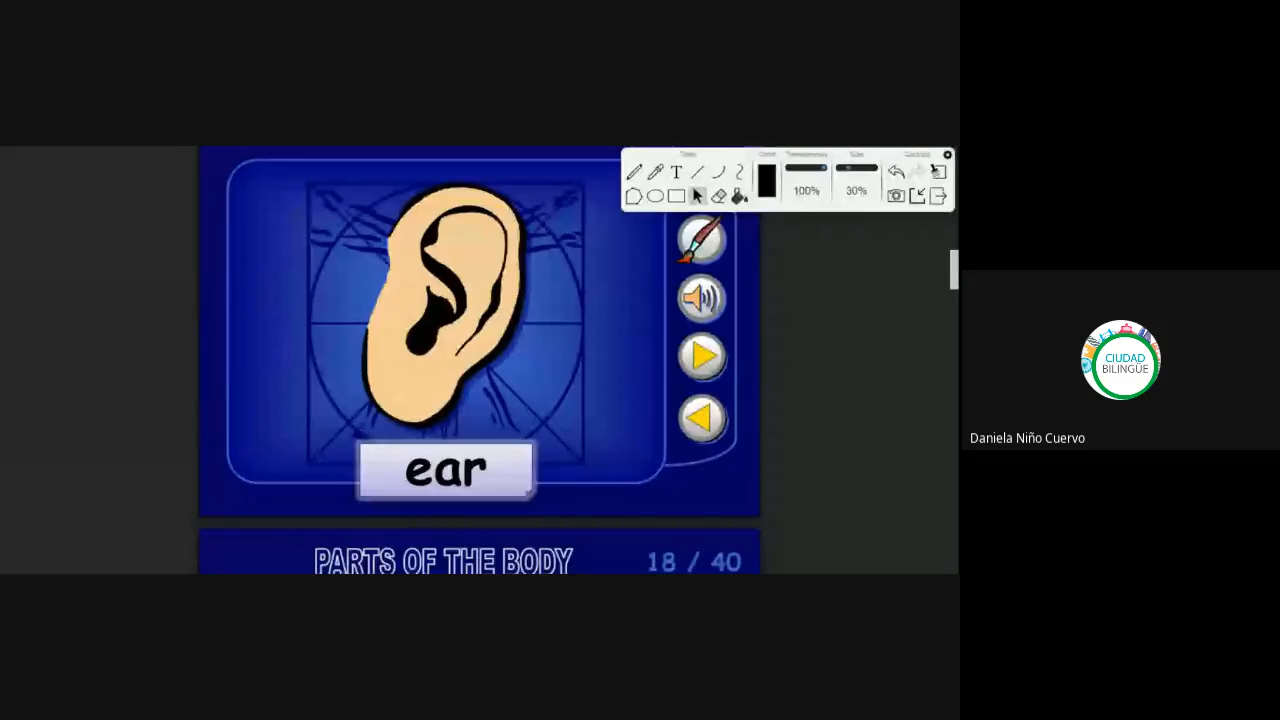 100%
30%
ear
PARTS OF THE BODY
18 / 40
CIUDAD
BILINGÜE
Daniela Niño Cuervo